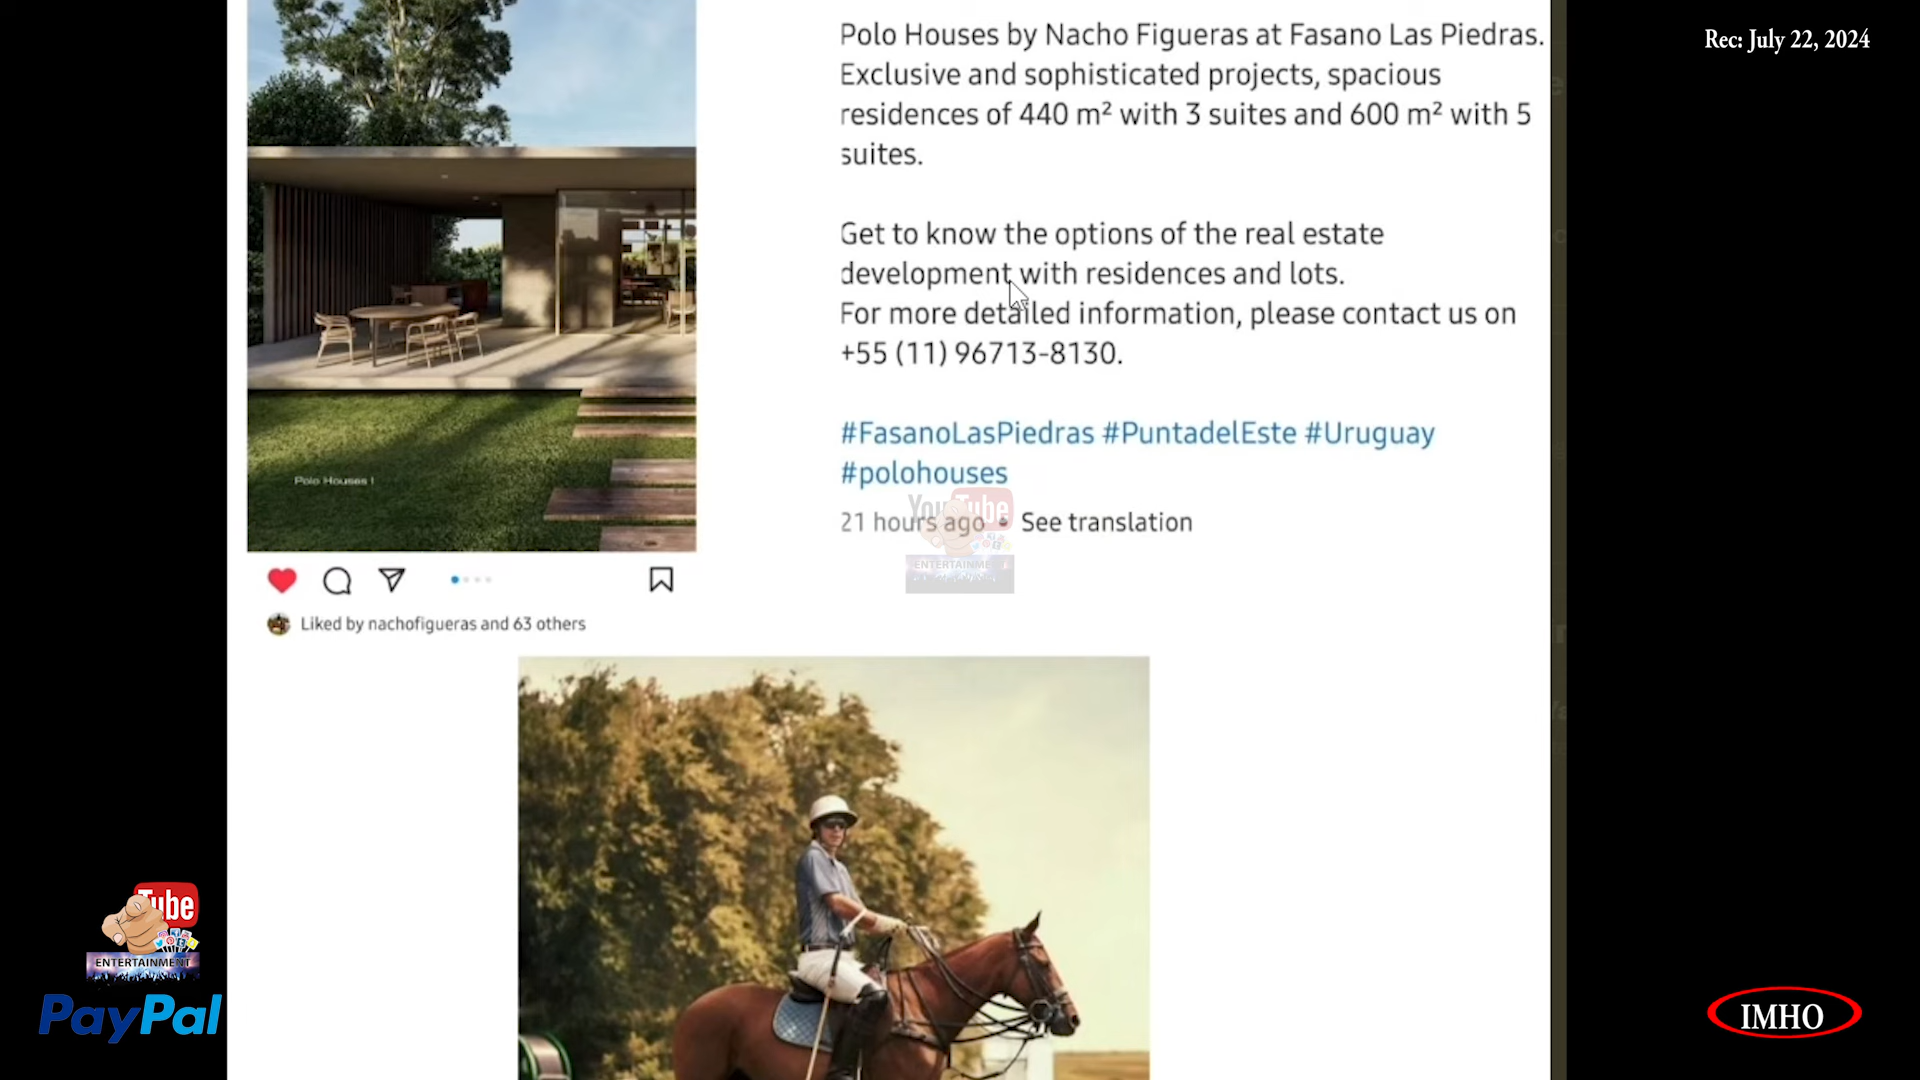 Rec: July 22, 2024
Polo Houses by Nacho Figueras at Fasano Las Piedras.
Exclusive and sophisticated projects, spacious
residences of 440 m² with 3 suites and 600 m² with 5
suites.
Get to know the options of the real estate
development with residences and lots.
For more detailed information, please contact us on
+55 (11) 96713-8130.
#FasanoLasPiedras #PuntadelEste #Uruguay
#polohouses
21 hours ago • See translation
YouTube
ENTERTAINMENT
Polo Houses !
Liked by nachofigueras and 63 others
Tube
ENTERTAINMENT
PayPal
IMHO